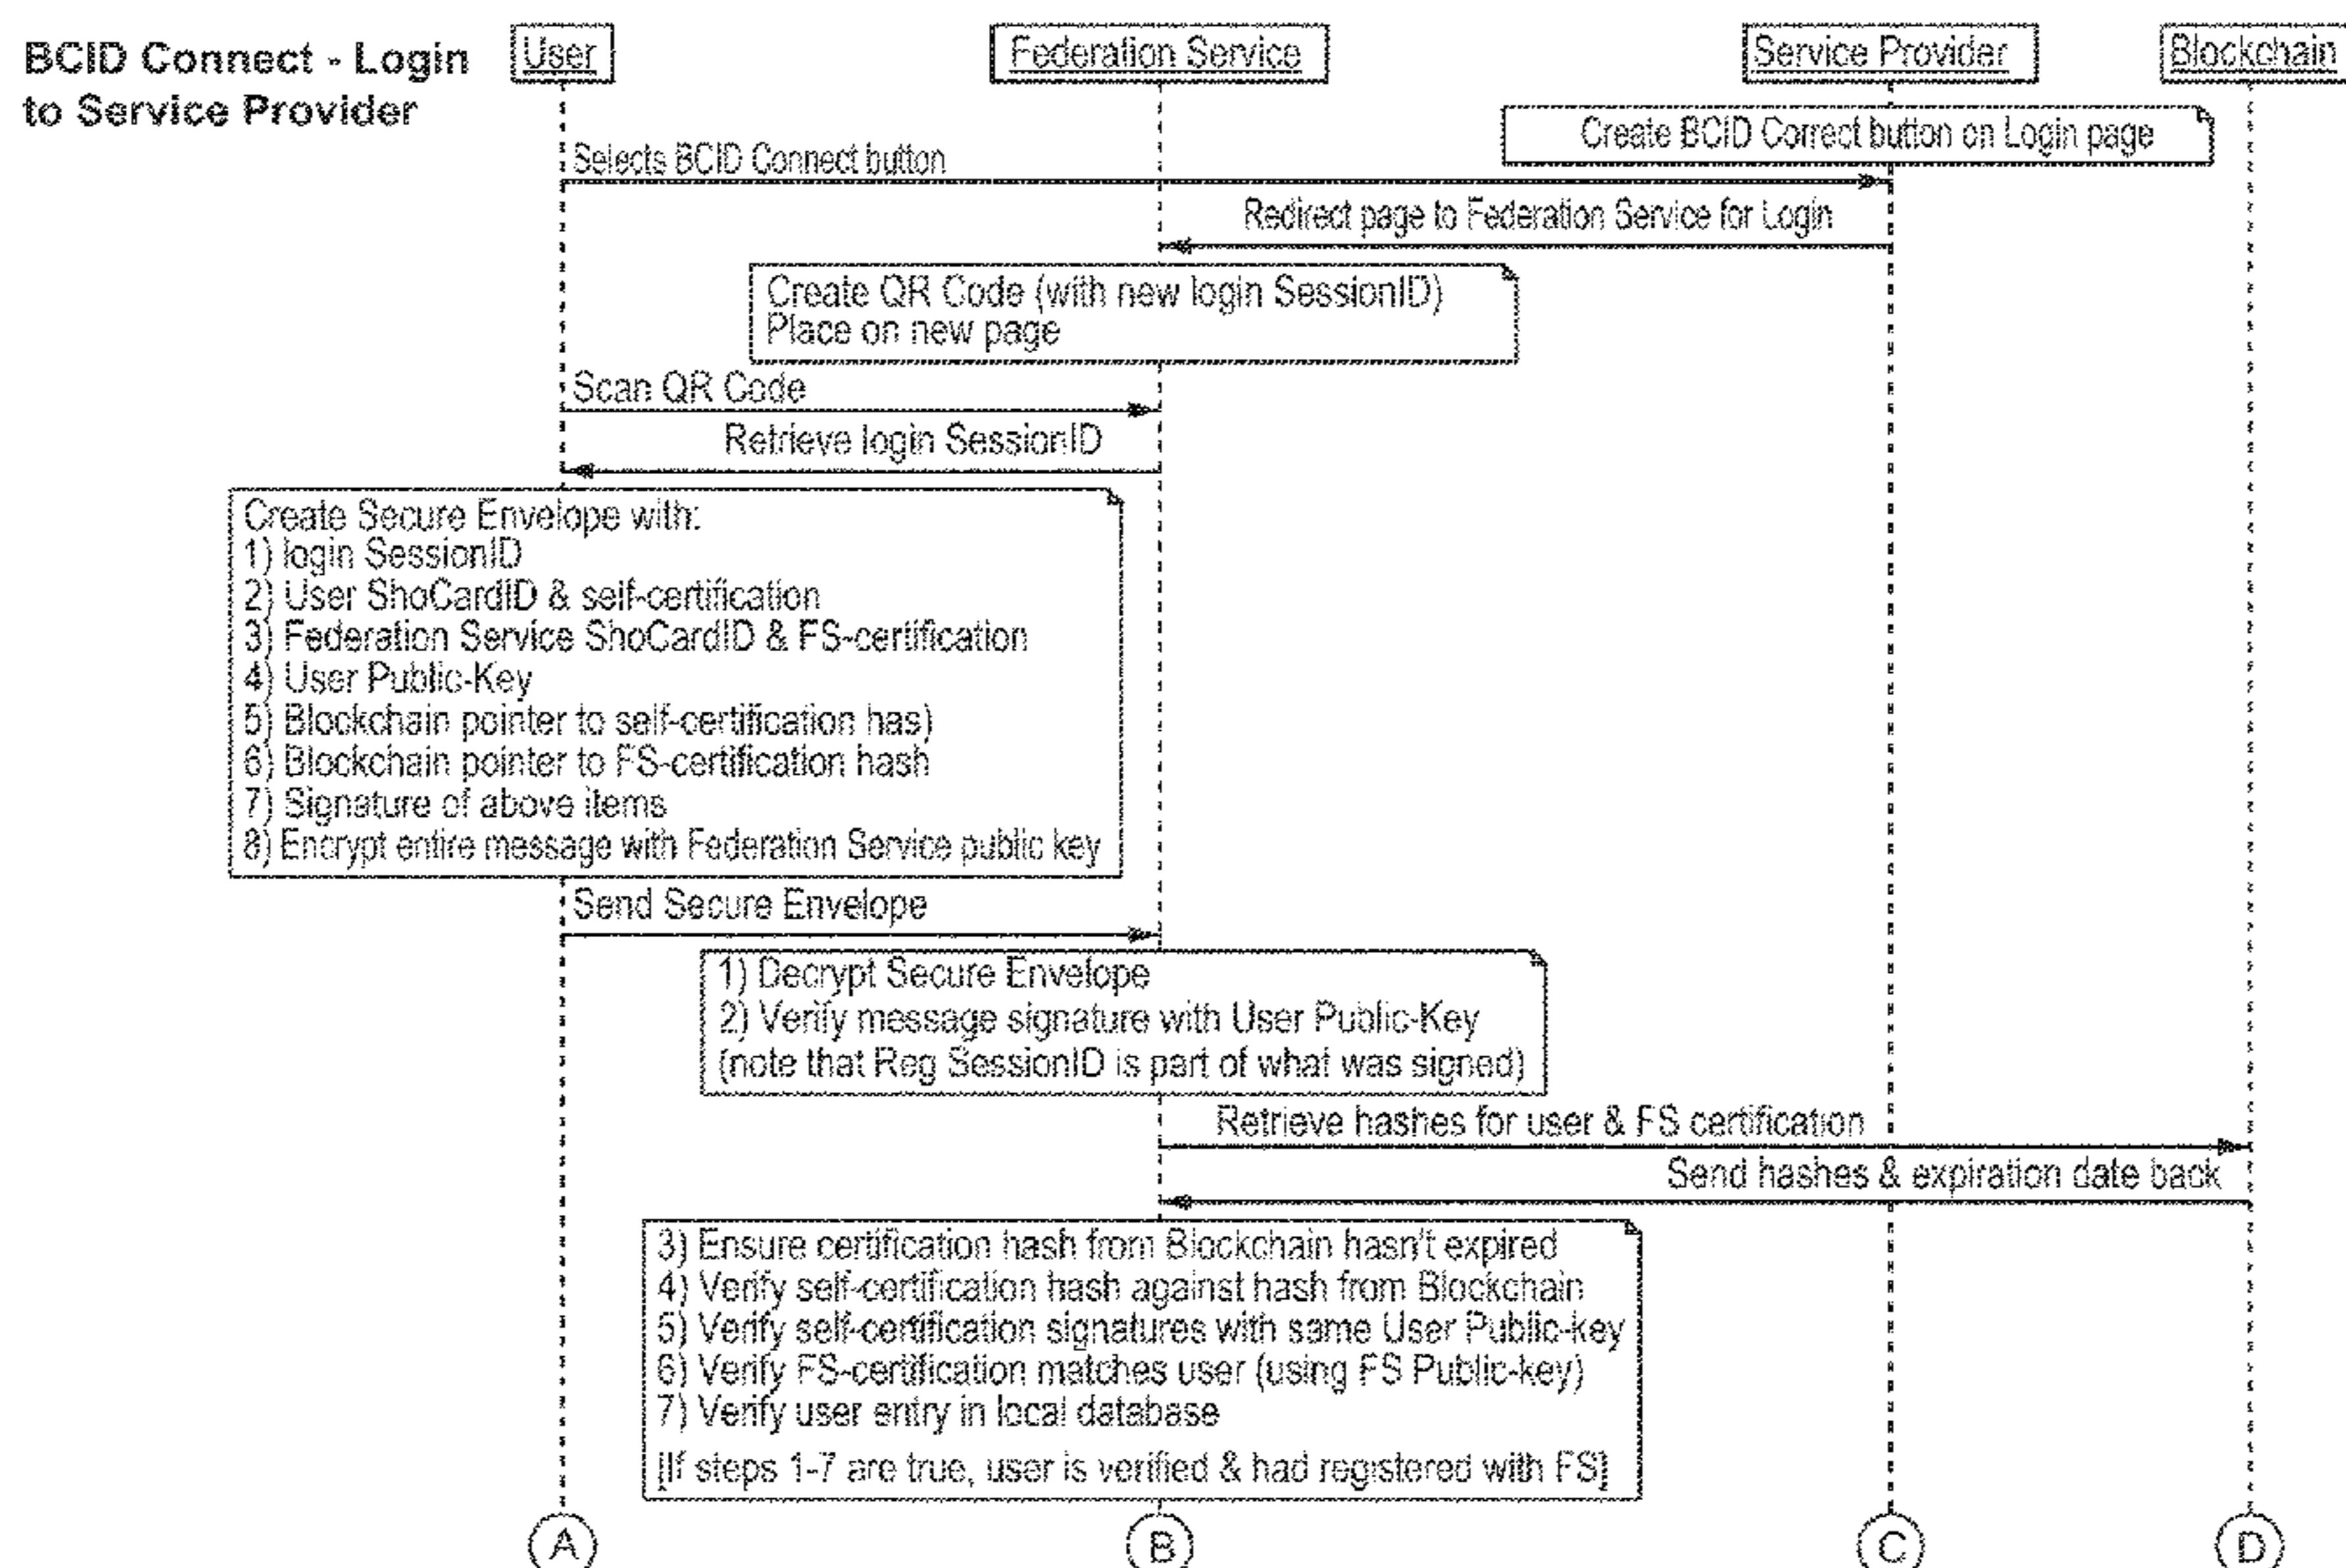 BCID Connect - Login
to Service Provider
User
Federation Service
Service Provider
Blockchain
Create BCID Correct button on Login page
Selects BCID Connect button
Redirect page to Federation Service for Login
Create QR Code (with new login SessionID)
Place on new page
Scan QR Code
Retrieve login SessionID
Create Secure Envelope with:
1) login SessionID
2) User ShoCardID & self-certification
3) Federation Service ShoCardID & FS-certification
4) User Public-Key
5) Blockchain pointer to self-certification has)
6) Blockchain pointer to FS-certification hash
7) Signature of above items
8) Encrypt entire message with Federation Service public key
Send Secure Envelope
1) Decrypt Secure Envelope
2) Verify message signature with User Public-Key
(note that Reg SessionID is part of what was signed)
Retrieve hashes for user & FS certification
Send hashes & expiration date back
3) Ensure certification hash from Blockchain hasn't expired
4) Verify self-certification hash against hash from Blockchain
5) Verify self-certification signatures with same User Public-key
6) Verify FS-certification matches user (using FS Public-key)
7) Verify user entry in local database
[If steps 1-7 are true, user is verified & had registered with FS]
A
B
C
D